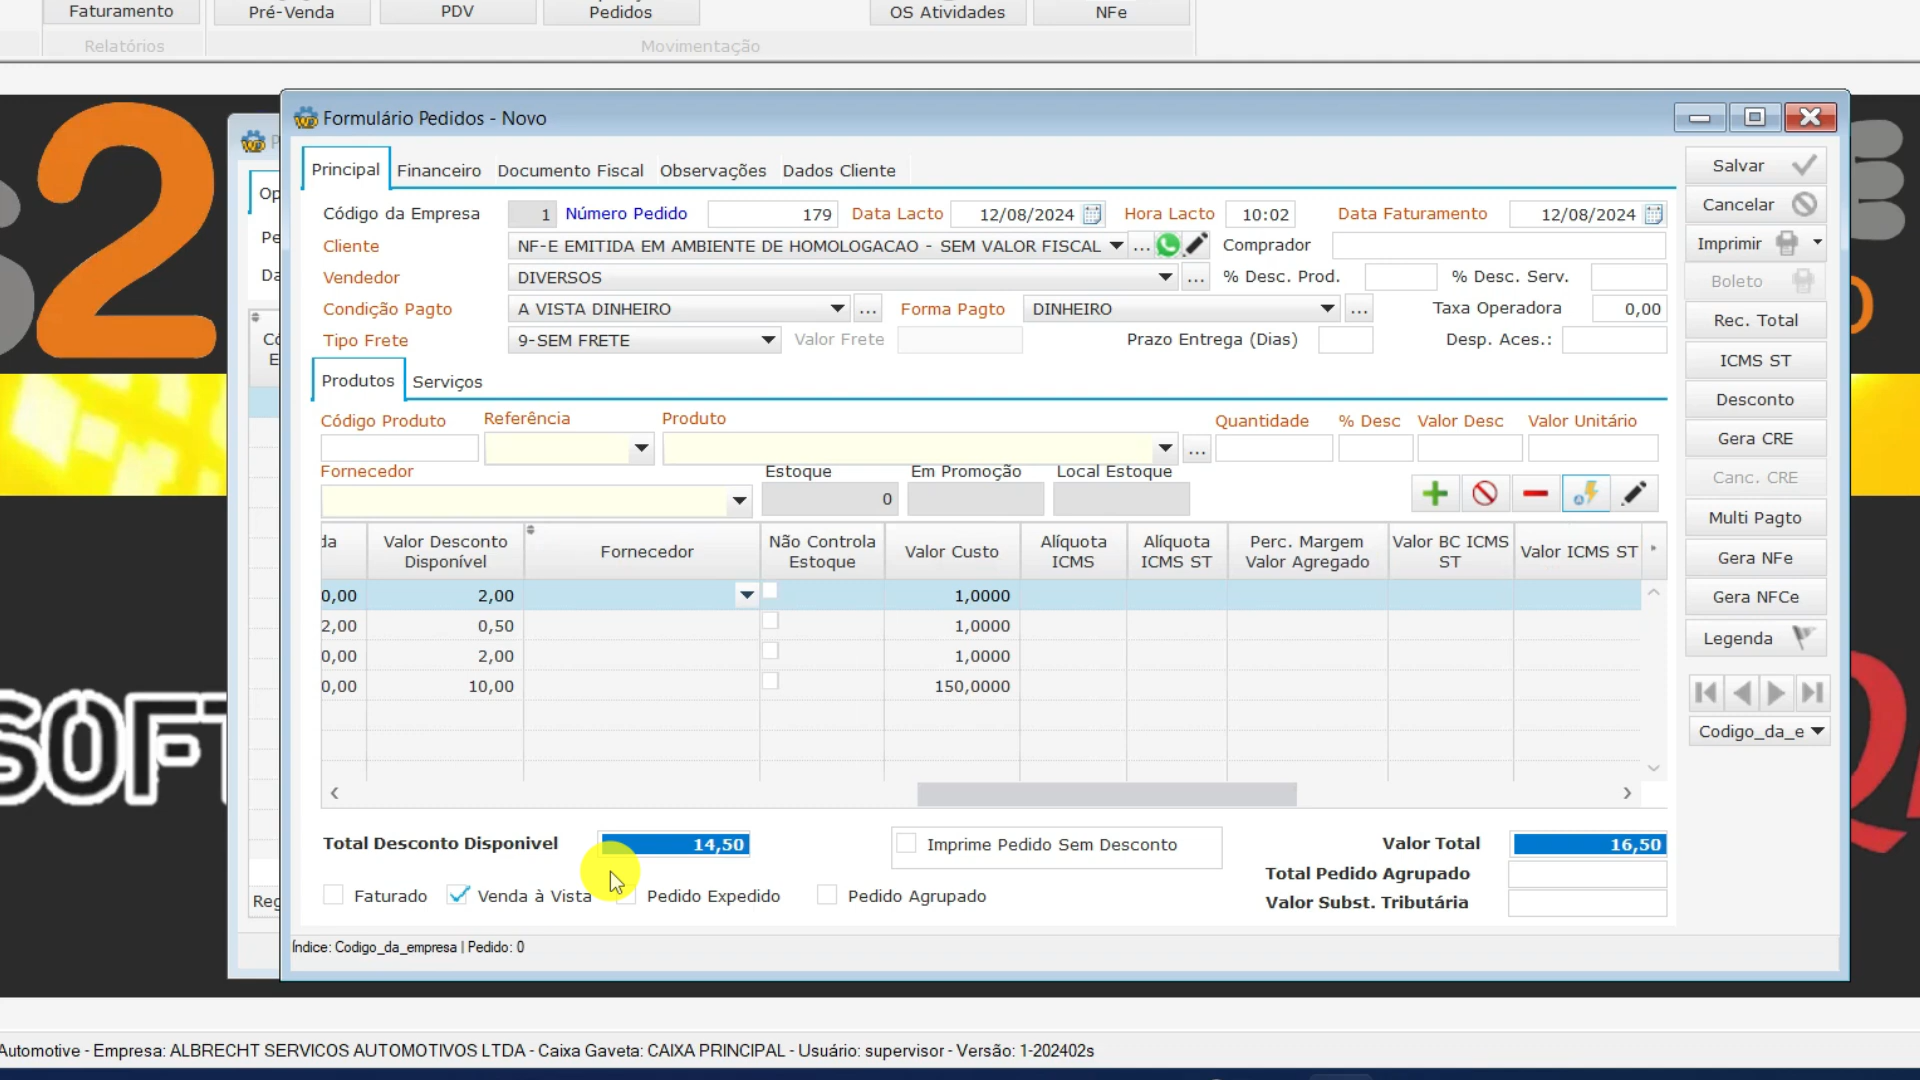 Faturamento
Pré-Venda
PDV
Pedidos
OS Atividades
NFe
Relatórios
Movimentação
Formulário Pedidos - Novo
Principal
Financeiro
Documento Fiscal
Observações
Dados Cliente
Código da Empresa 1 Número Pedido 179 Data Lacto 12/08/2024 Hora Lacto 10:02 Data Faturamento 12/08/2024
Cliente NF-E EMITIDA EM AMBIENTE DE HOMOLOGACAO - SEM VALOR FISCAL ... Comprador
Vendedor DIVERSOS ... % Desc. Prod. % Desc. Serv.
Condição Pagto A VISTA DINHEIRO ... Forma Pagto DINHEIRO ... Taxa Operadora 0,00
Tipo Frete 9-SEM FRETE Valor Frete Prazo Entrega (Dias) Desp. Aces.:
Produtos Serviços
Código Produto Referência Produto ... Quantidade % Desc Valor Desc Valor Unitário
Fornecedor Estoque 0 Em Promoção Local Estoque
da
Valor Desconto Disponível
Fornecedor
Não Controla Estoque
Valor Custo
Alíquota ICMS
Alíquota ICMS ST
Perc. Margem Valor Agregado
Valor BC ICMS ST
Valor ICMS ST
0,00 2,00 1,0000
2,00 0,50 1,0000
0,00 2,00 1,0000
0,00 10,00 150,0000
Total Desconto Disponivel 14,50
Imprime Pedido Sem Desconto
Valor Total 16,50
Total Pedido Agrupado
Valor Subst. Tributária
Faturado
Venda à Vista
Pedido Expedido
Pedido Agrupado
Índice: Codigo_da_empresa | Pedido: 0
Salvar
Cancelar
Imprimir
Boleto
Rec. Total
ICMS ST
Desconto
Gera CRE
Canc. CRE
Multi Pagto
Gera NFe
Gera NFCe
Legenda
Codigo_da_e
P
Op
Pe
Da
Có
E
Reg
2
SOFT
Automotive - Empresa: ALBRECHT SERVICOS AUTOMOTIVOS LTDA - Caixa Gaveta: CAIXA PRINCIPAL - Usuário: supervisor - Versão: 1-202402s